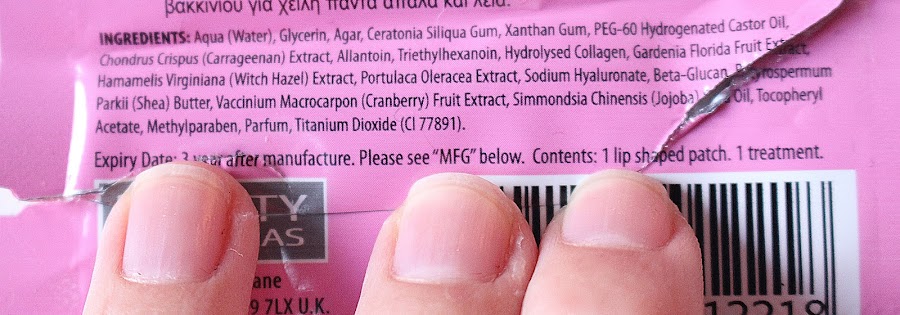 βακκινίου για χείλη πάντα απαλά και λεία.
INGREDIENTS: Aqua (Water), Glycerin, Agar, Ceratonia Siliqua Gum, Xanthan Gum, PEG-60 Hydrogenated Castor Oil,
Chondrus Crispus (Carrageenan) Extract, Allantoin, Triethylhexanoin, Hydrolysed Collagen, Gardenia Florida Fruit Extract,
Hamamelis Virginiana (Witch Hazel) Extract, Portulaca Oleracea Extract, Sodium Hyaluronate, Beta-Glucan,
Parkii (Shea) Butter, Vaccinium Macrocarpon (Cranberry) Fruit Extract, Simmondsia Chinensis (Jojoba) Oil, Tocopheryl
Acetate, Methylparaben, Parfum, Titanium Dioxide (CI 77891).
Expiry Date: 3 year after manufacture. Please see “MFG” below. Contents: 1 lip shaped patch. 1 treatment.
TY
AS
ane
9 7LX U.K.